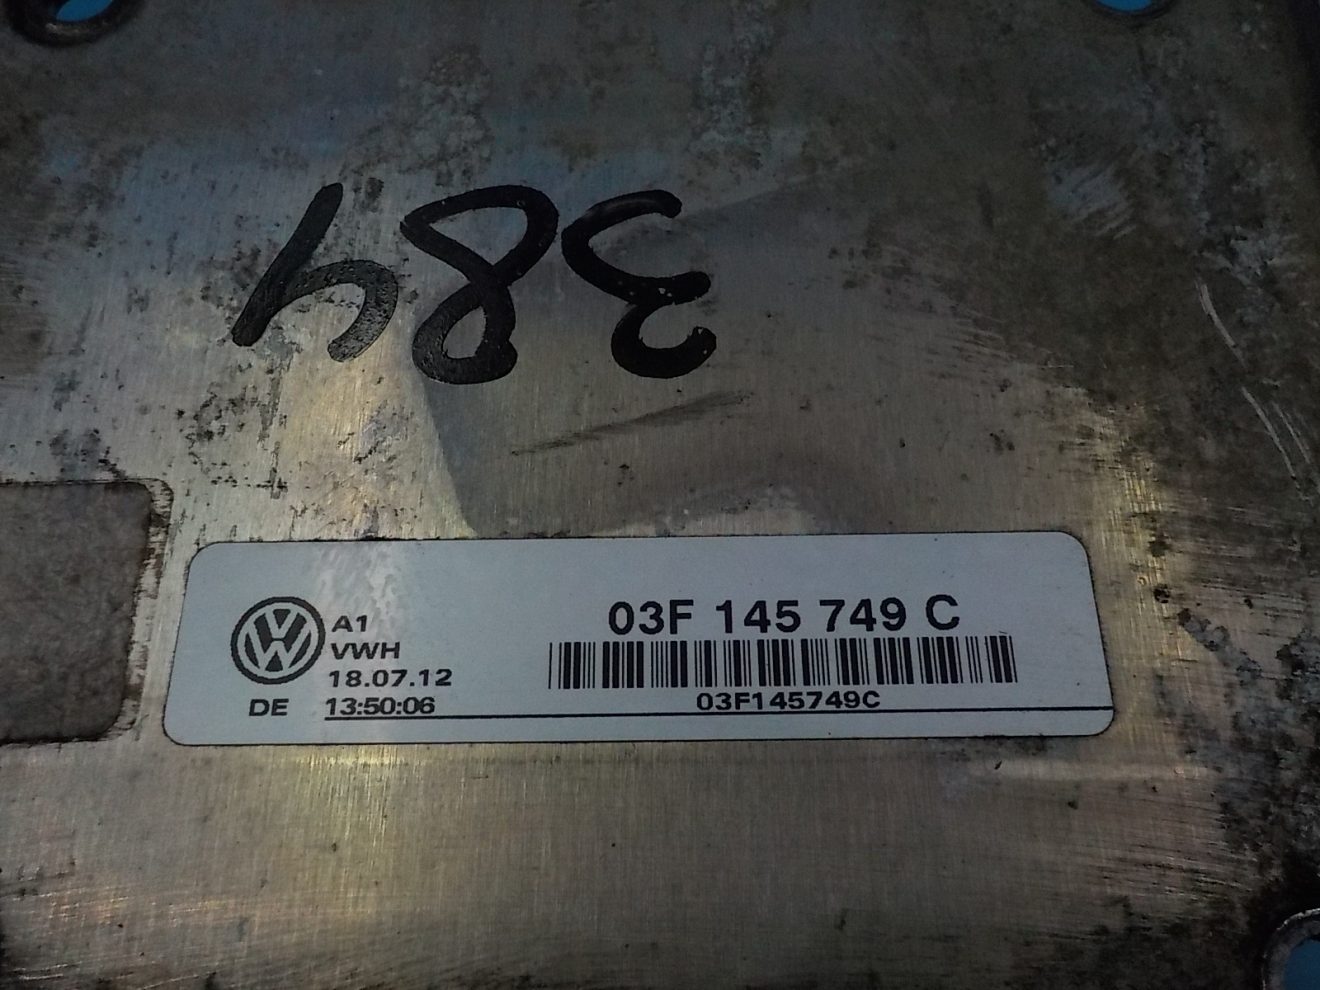 384
A1
VWH
18.07.12
DE 13:50:06
03F 145 749 C
03F145749C